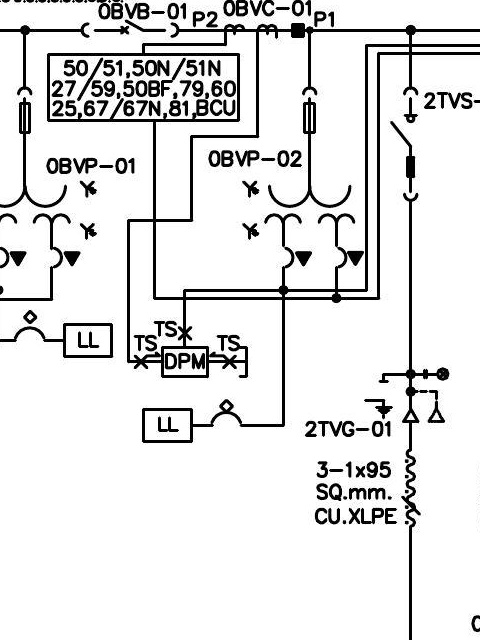 0BVB-01
P2
0BVC-01
P1
50/51,50N/51N
27/59,50BF,79,60
25,67/67N,81,BCU
2TVS-
0BVP-01
0BVP-02
TS
TS
TS
LL
DPM
LL
2TVG-01
3-1x95
SQ.mm.
CU.XLPE